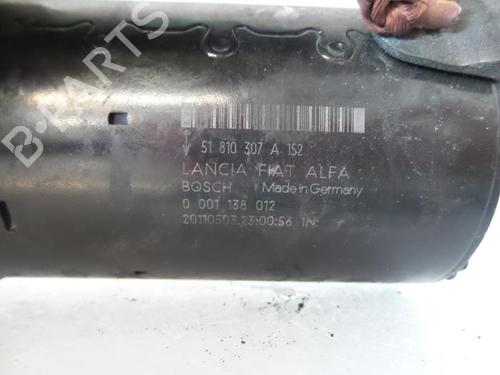 B-PARTS
51 810 307 A 152
LANCIA FIAT ALFA
BOSCH Made in Germany
0 001 138 012
20110503.23:00:56 IN: